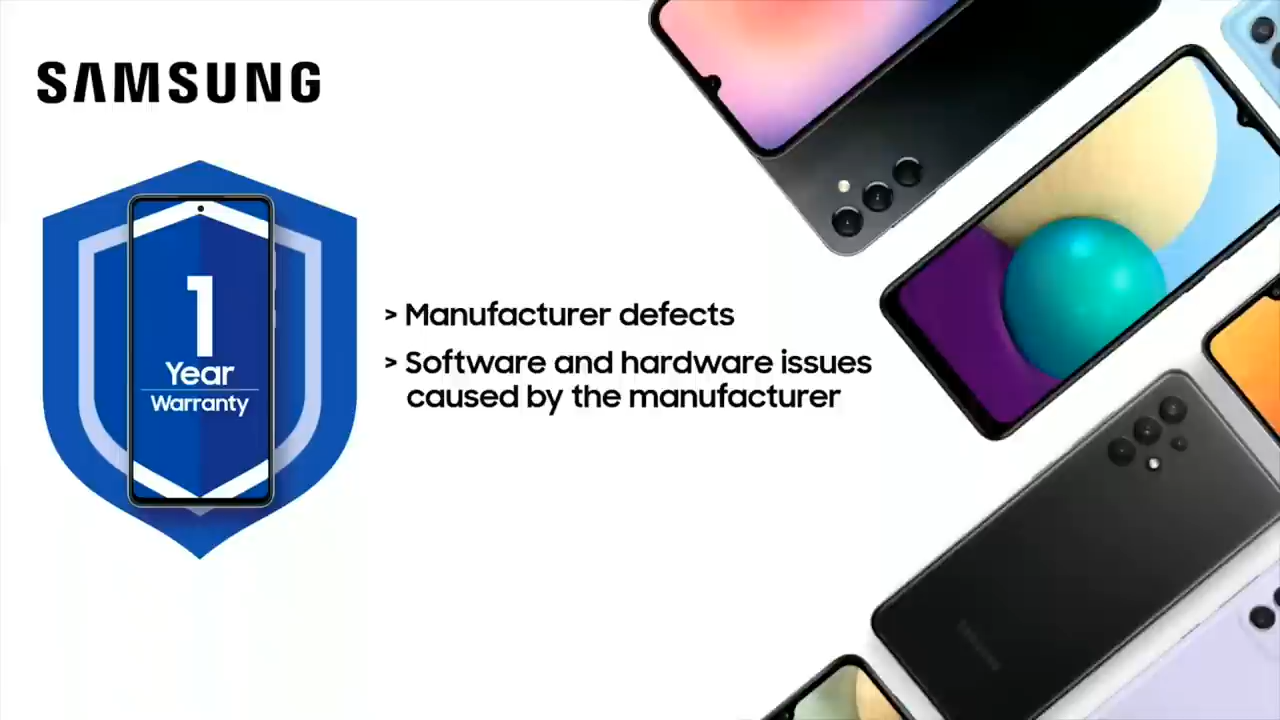 SAMSUNG
1
Year
Warranty
> Manufacturer defects
> Software and hardware issues
caused by the manufacturer